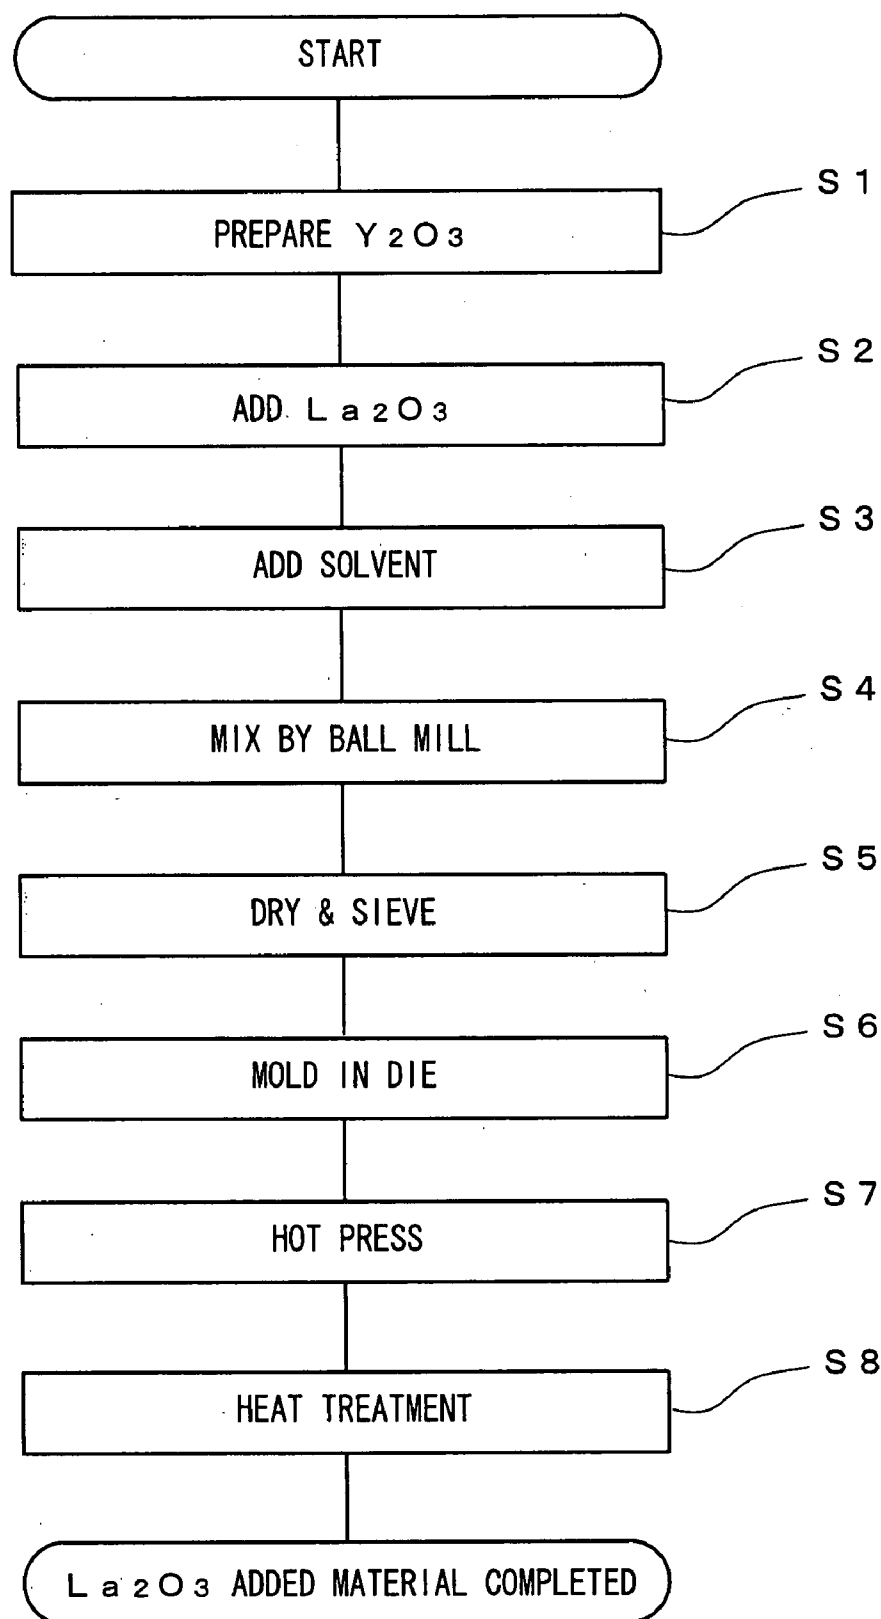 START
S1
PREPARE Y2O3
S2
ADD La2O3
S3
ADD SOLVENT
S4
MIX BY BALL MILL
S5
DRY & SIEVE
S6
MOLD IN DIE
S7
HOT PRESS
S8
HEAT TREATMENT
La2O3 ADDED MATERIAL COMPLETED